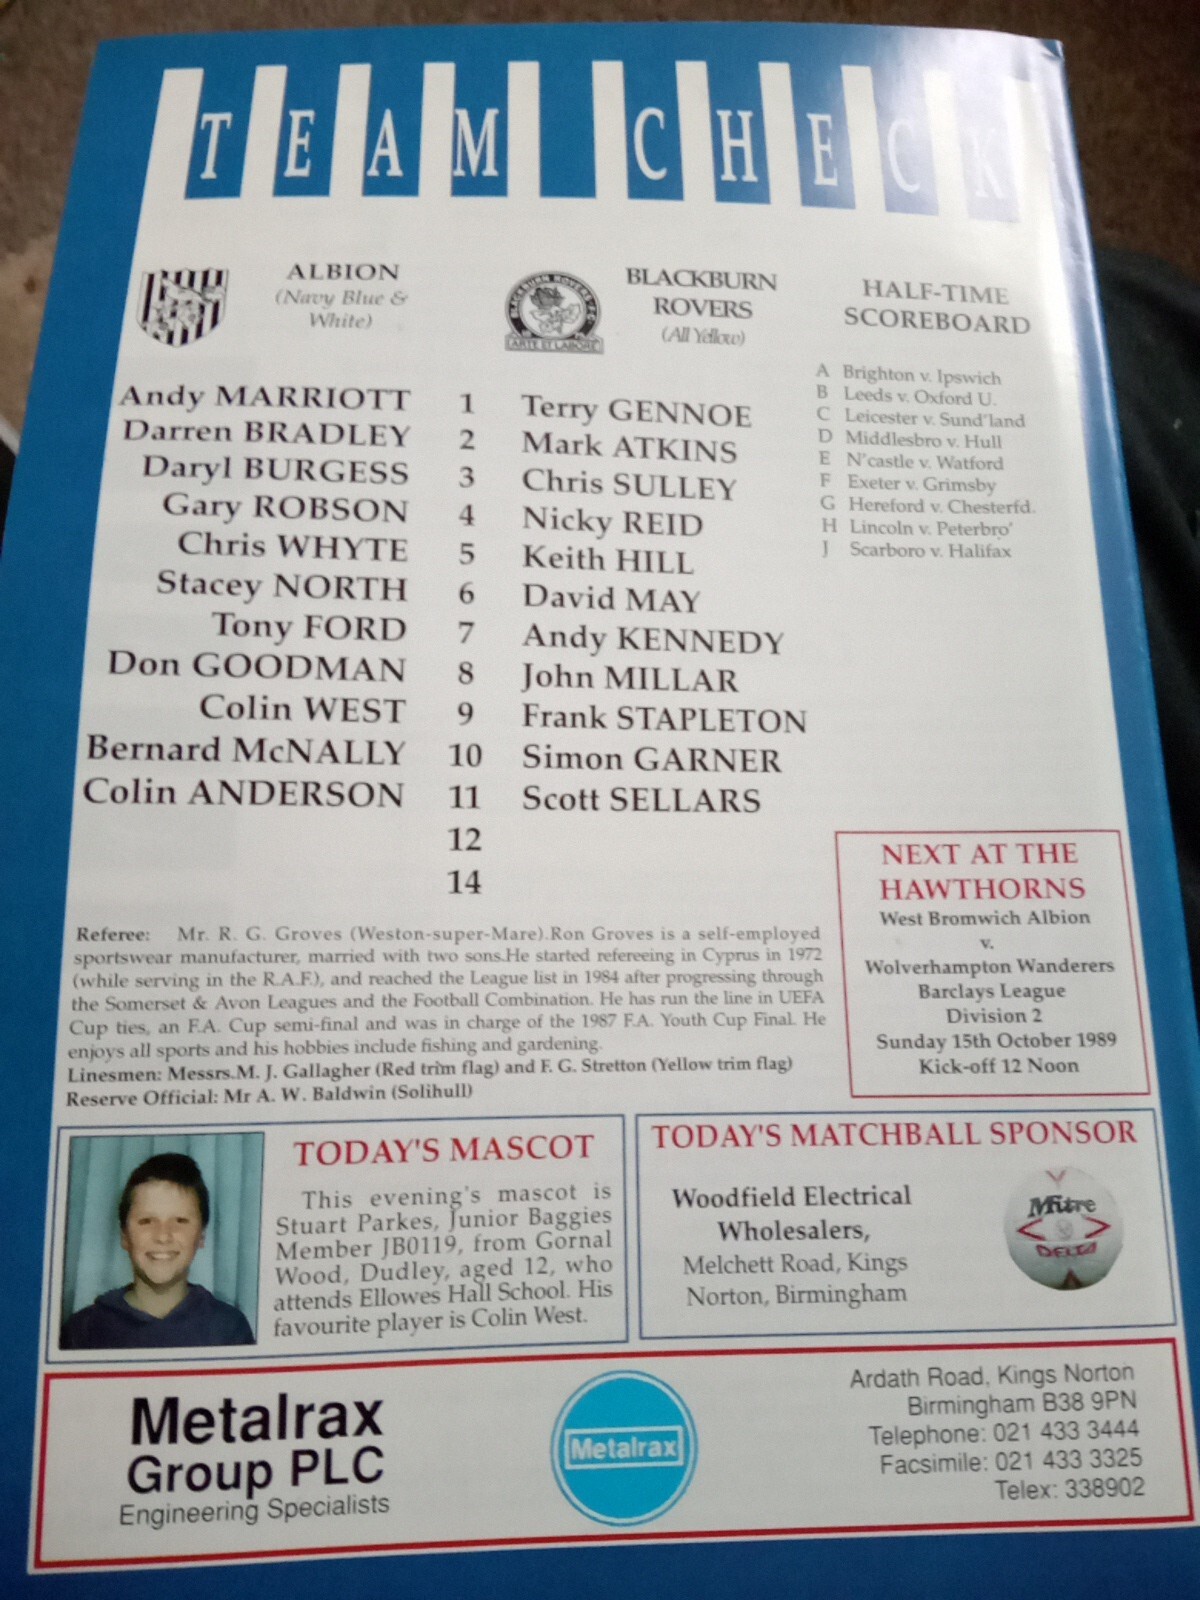 TEAM CHECK
ALBION
(Navy Blue &
White)
BLACKBURN ROVERS F.C.
ARTE ET LABORE
BLACKBURN
ROVERS
(All Yellow)
HALF-TIME
SCOREBOARD
A Brighton v. Ipswich
B Leeds v. Oxford U.
C Leicester v. Sund'land
D Middlesbro v. Hull
E N'castle v. Watford
F Exeter v. Grimsby
G Hereford v. Chesterfd.
H Lincoln v. Peterbro'
J Scarboro v. Halifax
Andy MARRIOTT 1 Terry GENNOE
Darren BRADLEY 2 Mark ATKINS
Daryl BURGESS 3 Chris SULLEY
Gary ROBSON 4 Nicky REID
Chris WHYTE 5 Keith HILL
Stacey NORTH 6 David MAY
Tony FORD 7 Andy KENNEDY
Don GOODMAN 8 John MILLAR
Colin WEST 9 Frank STAPLETON
Bernard McNALLY 10 Simon GARNER
Colin ANDERSON 11 Scott SELLARS
12
14
NEXT AT THE
HAWTHORNS
West Bromwich Albion
v.
Wolverhampton Wanderers
Barclays League
Division 2
Sunday 15th October 1989
Kick-off 12 Noon
Referee: Mr. R. G. Groves (Weston-super-Mare).Ron Groves is a self-employed
sportswear manufacturer, married with two sons.He started refereeing in Cyprus in 1972
(while serving in the R.A.F.), and reached the League list in 1984 after progressing through
the Somerset & Avon Leagues and the Football Combination. He has run the line in UEFA
Cup ties, an F.A. Cup semi-final and was in charge of the 1987 F.A. Youth Cup Final. He
enjoys all sports and his hobbies include fishing and gardening.
Linesmen: Messrs.M. J. Gallagher (Red trim flag) and F. G. Stretton (Yellow trim flag)
Reserve Official: Mr A. W. Baldwin (Solihull)
TODAY'S MASCOT
This evening's mascot is
Stuart Parkes, Junior Baggies
Member JB0119, from Gornal
Wood, Dudley, aged 12, who
attends Ellowes Hall School. His
favourite player is Colin West.
TODAY'S MATCHBALL SPONSOR
Woodfield Electrical
Wholesalers,
Melchett Road, Kings
Norton, Birmingham
Mitre
DELTA
Metalrax
Group PLC
Engineering Specialists
Metalrax
Ardath Road, Kings Norton
Birmingham B38 9PN
Telephone: 021 433 3444
Facsimile: 021 433 3325
Telex: 338902